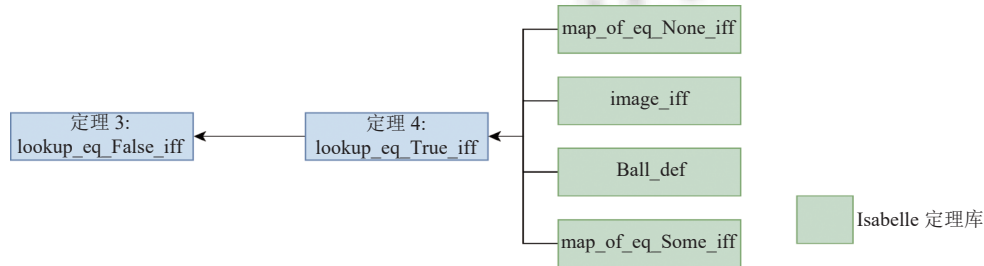 map_of_eq_None_iff
image_iff
定理 3:
lookup_eq_False_iff
定理 4:
lookup_eq_True_iff
Ball_def
map_of_eq_Some_iff
Isabelle 定理库